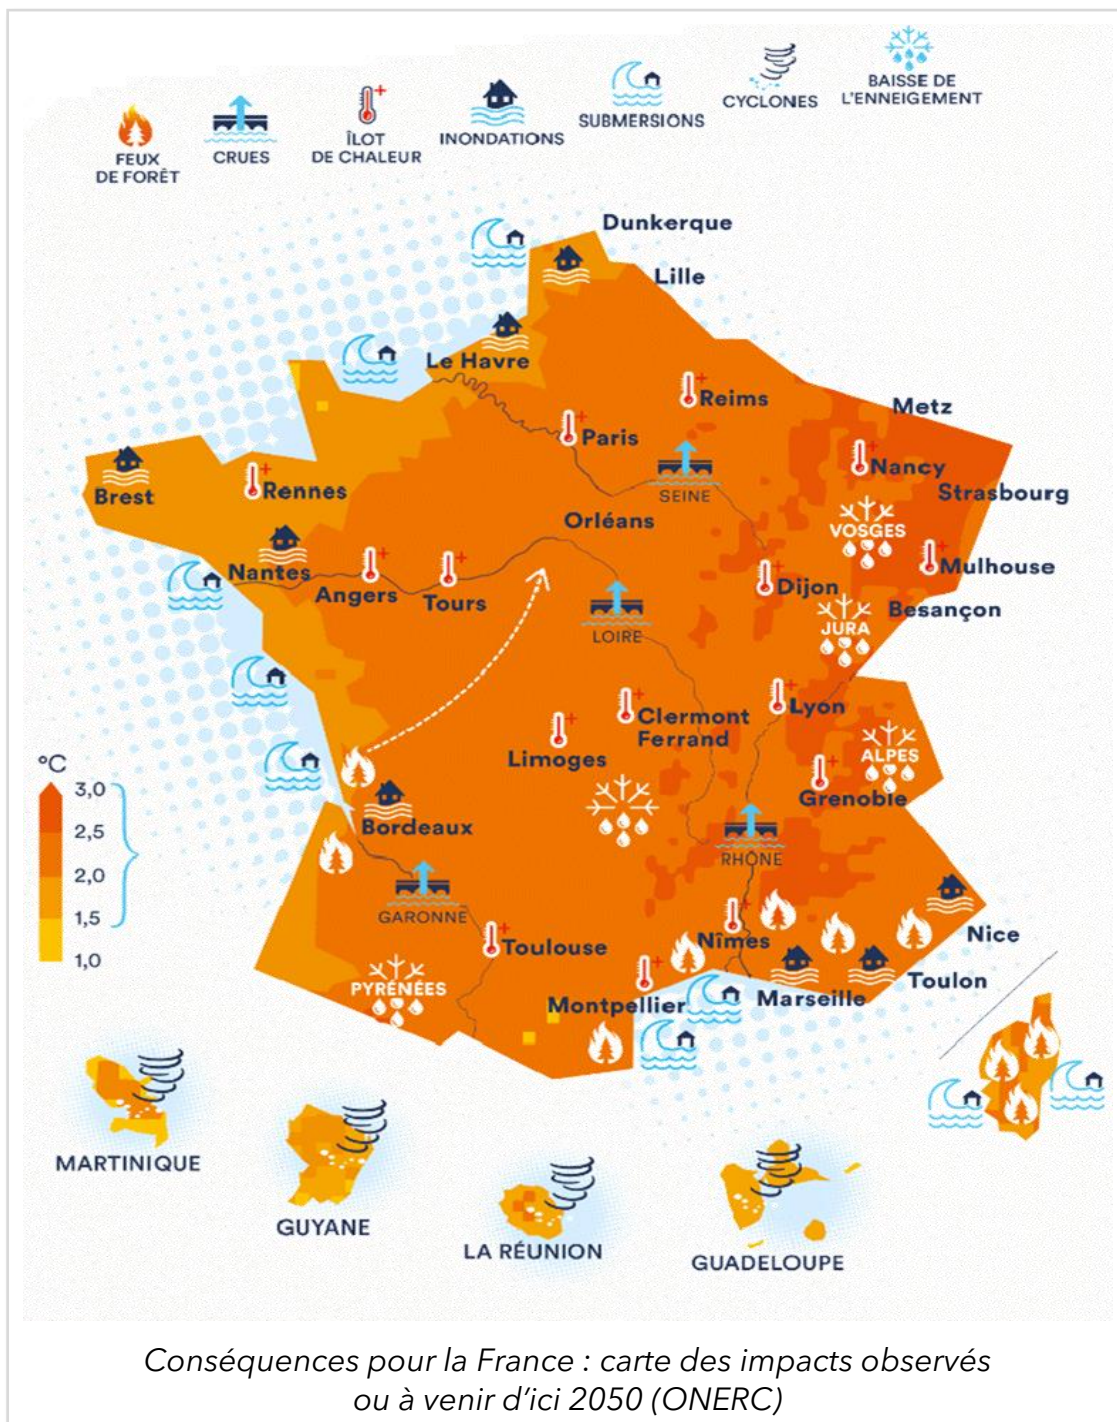 FEUX
DE FORÊT
CRUES
ÎLOT
DE CHALEUR
INONDATIONS
SUBMERSIONS
CYCLONES
BAISSE DE
L'ENNEIGEMENT
Dunkerque
Lille
Le Havre
Reims
Metz
Paris
Nancy
Brest
Rennes
SEINE
Strasbourg
Orléans
VOSGES
Nantes
Angers
Tours
Dijon
Mulhouse
Besançon
LOIRE
JURA
Lyon
Clermont
Ferrand
Limoges
ALPES
Grenoble
°C
3,0
2,5
2,0
1,5
1,0
Bordeaux
RHÔNE
GARONNE
Toulouse
Nîmes
Nice
PYRÉNÉES
Montpellier
Marseille
Toulon
MARTINIQUE
GUYANE
LA RÉUNION
GUADELOUPE
Conséquences pour la France : carte des impacts observés
ou à venir d'ici 2050 (ONERC)